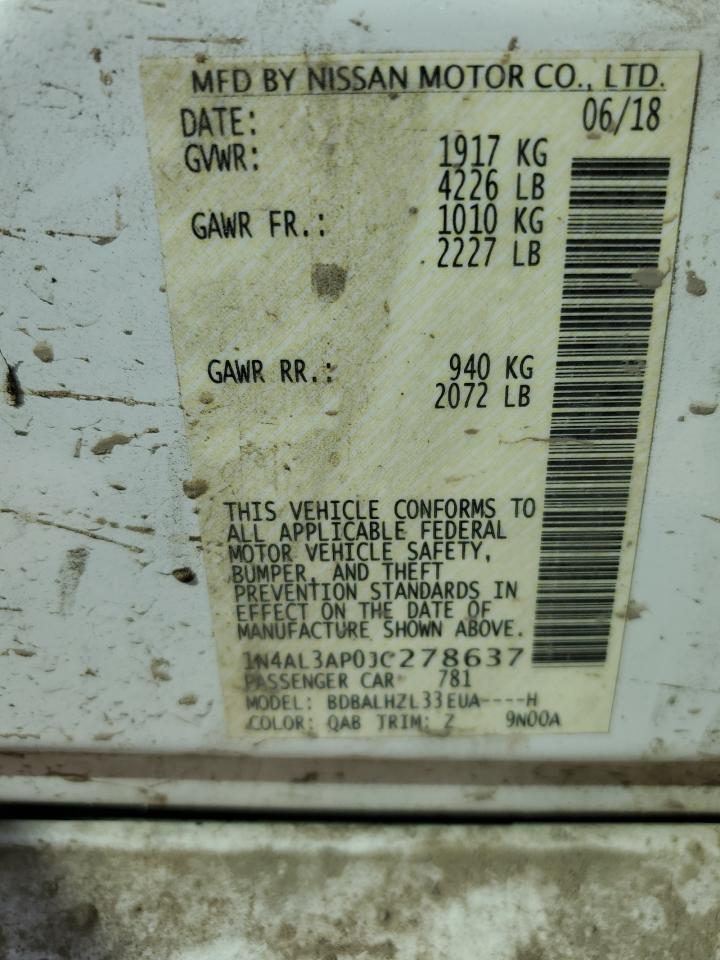 MFD BY NISSAN MOTOR CO., LTD.
DATE: 06/18
GVWR: 1917 KG
4226 LB
GAWR FR.: 1010 KG
2227 LB
GAWR RR.: 940 KG
2072 LB
THIS VEHICLE CONFORMS TO
ALL APPLICABLE FEDERAL
MOTOR VEHICLE SAFETY,
BUMPER, AND THEFT
PREVENTION STANDARDS IN
EFFECT ON THE DATE OF
MANUFACTURE SHOWN ABOVE.
1N4AL3AP0JC278637
PASSENGER CAR 781
MODEL: BDBALHZL33EUA----H
COLOR: QAB TRIM: Z 9N00A